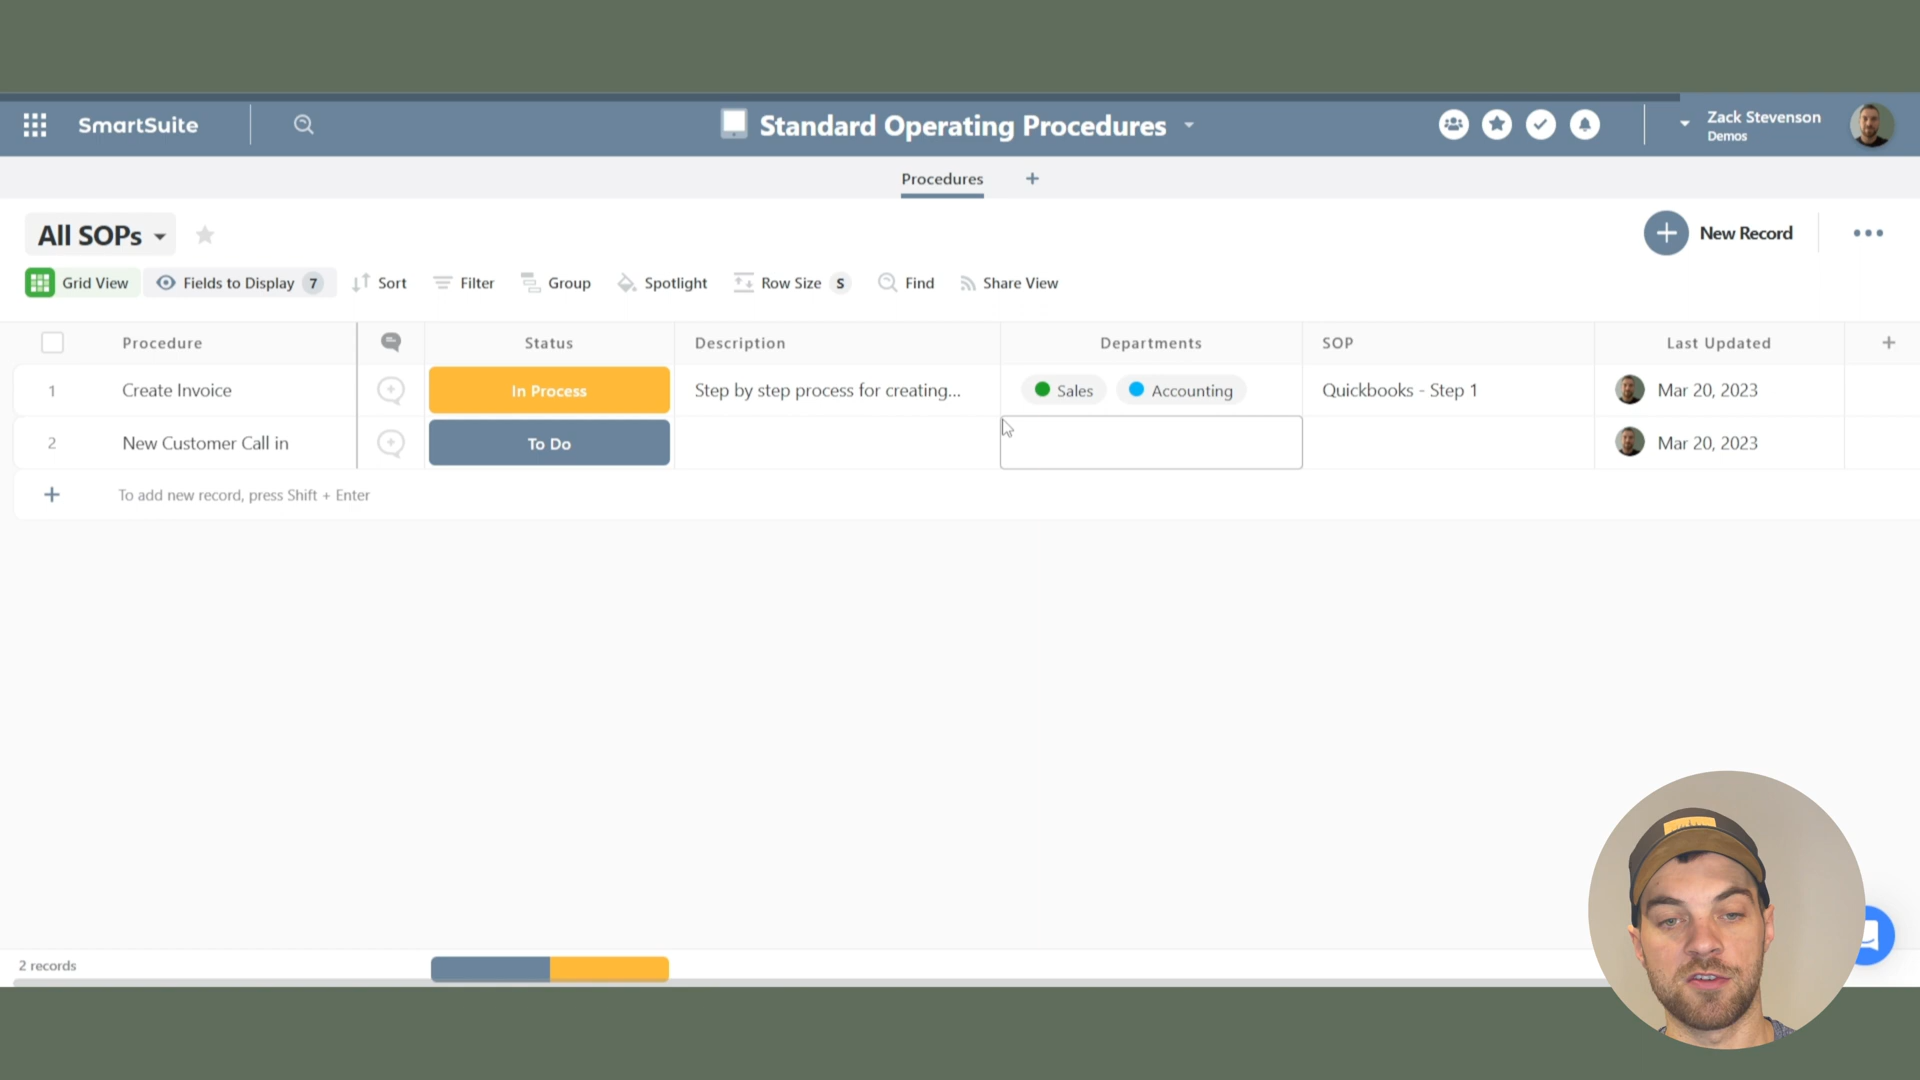 SmartSuite
Standard Operating Procedures
Zack Stevenson
Demos
Procedures
All SOPs
New Record
Grid View
Fields to Display 7
Sort
Filter
Group
Spotlight
Row Size S
Find
Share View
Procedure Status Description Departments SOP Last Updated
1 Create Invoice In Process Step by step process for creating... Sales Accounting Quickbooks - Step 1 Mar 20, 2023
2 New Customer Call in To Do Mar 20, 2023
To add new record, press Shift + Enter
2 records